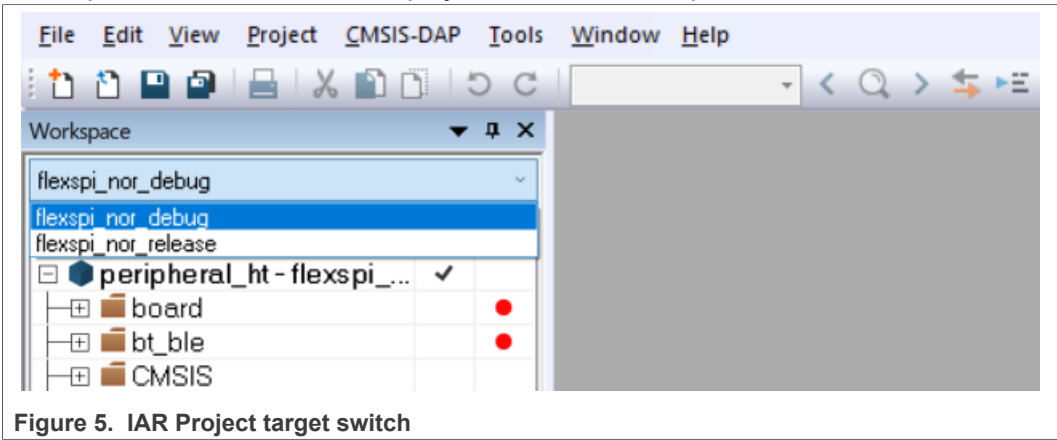 File Edit View Project CMSIS-DAP Tools Window Help
Workspace
flexspi_nor_debug
flexspi_nor_debug
flexspi_nor_release
peripheral_ht - flexspi_...
board
bt_ble
CMSIS
Figure 5. IAR Project target switch